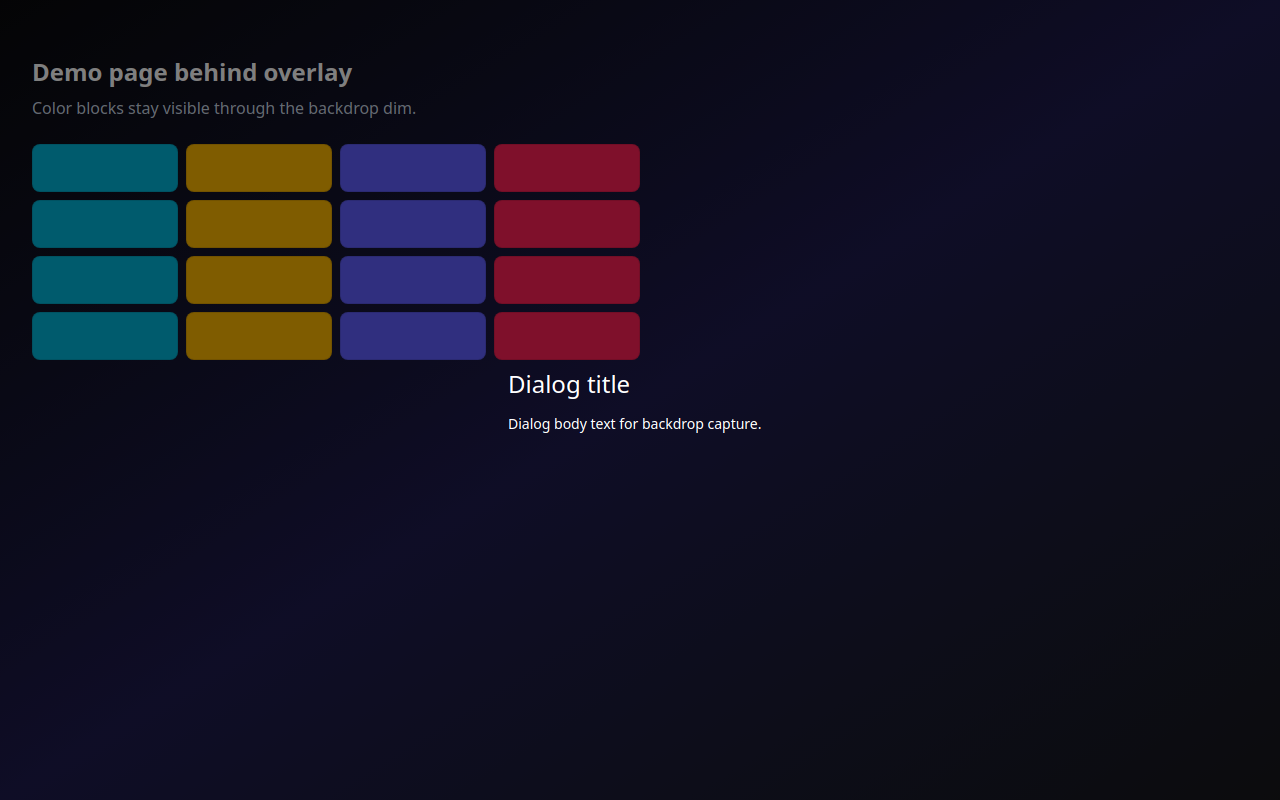 Demo page behind overlay
Color blocks stay visible through the backdrop dim.
Dialog title
Dialog body text for backdrop capture.